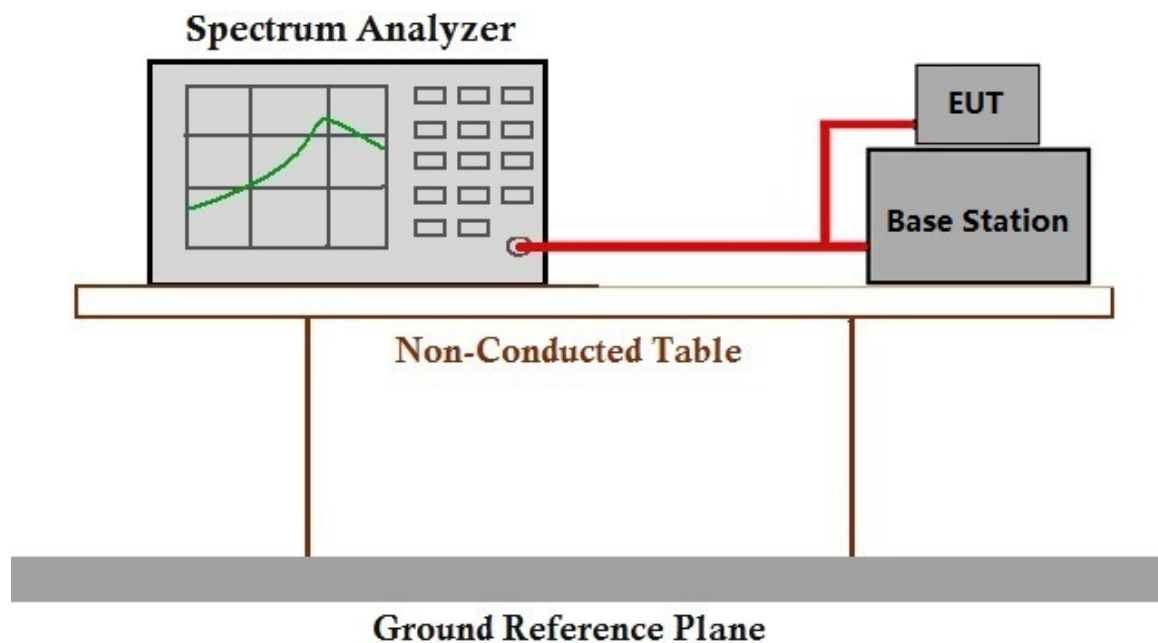 Spectrum Analyzer
EUT
Base Station
Non-Conducted Table
Ground Reference Plane